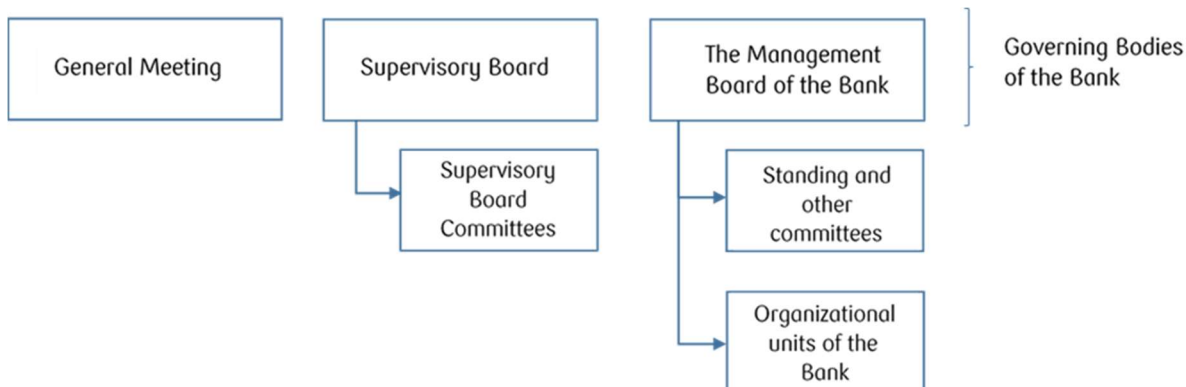 General Meeting
Supervisory Board
The Management
Board of the Bank
Governing Bodies
of the Bank
Supervisory
Board
Committees
Standing and
other
committees
Organizational
units of the
Bank